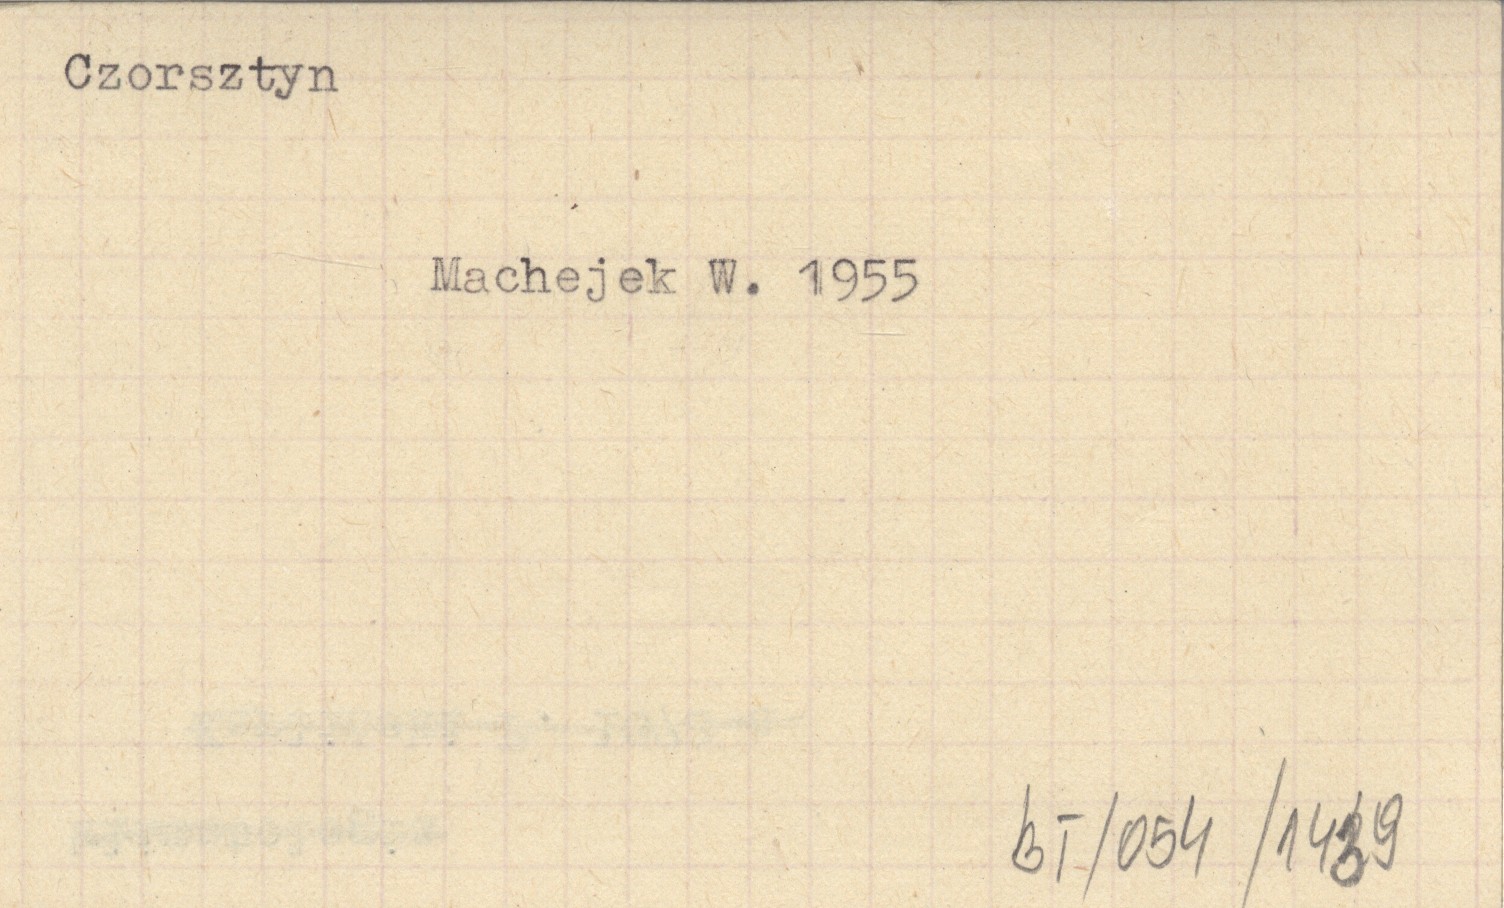 Czorsztyn
Machejek W. 1955
bT/054/1439